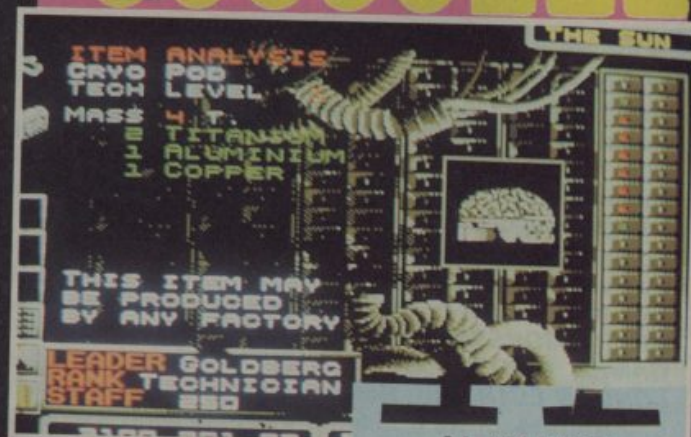 THE SUN
ITEM ANALYSIS
CRYO POD
TECH LEVEL
MASS 4 T.
2 TITANIUM
1 ALUMINIUM
1 COPPER
THIS ITEM MAY
BE PRODUCED
BY ANY FACTORY
LEADER GOLDBERG
RANK TECHNICIAN
STAFF 250